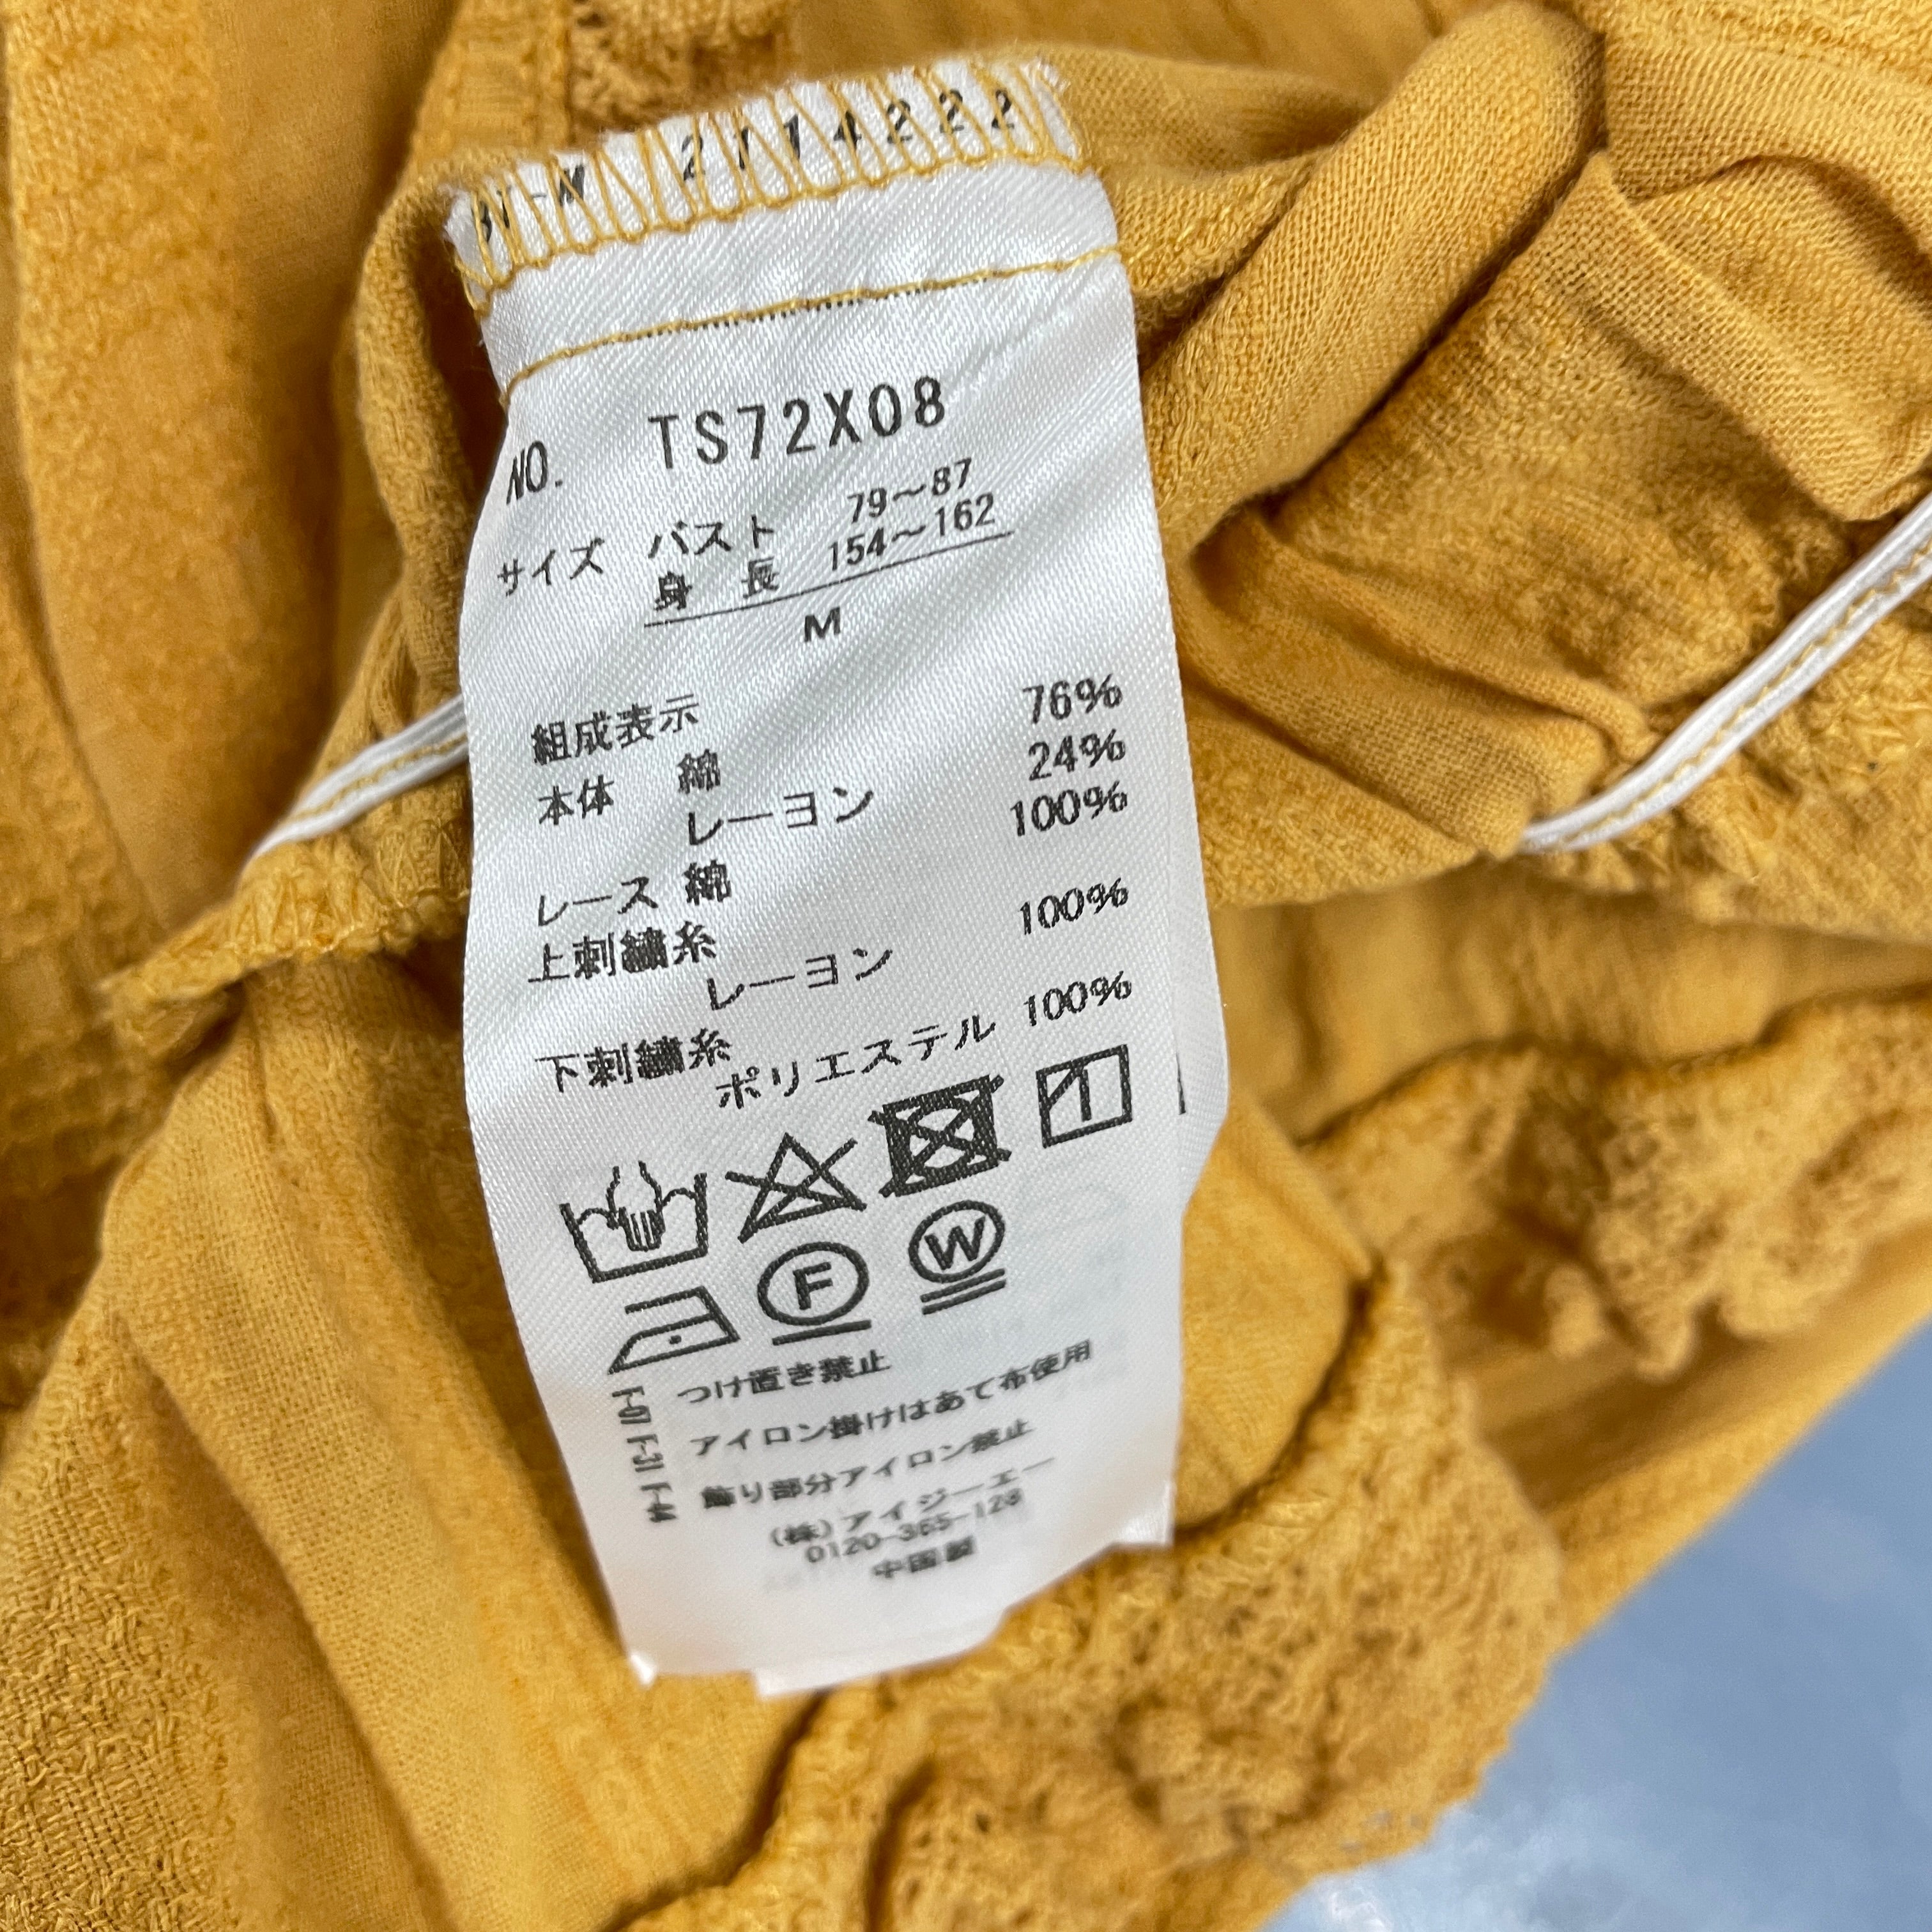 2114222
NO. TS72X08
サイズ バスト 79〜87
身 長 154〜162
M
組成表示
本体 綿 76%
レーヨン 24%
レース 綿 100%
上刺繍糸
レーヨン 100%
下刺繍糸
ポリエステル 100%
F
W
F-07 F-31 F-44
つけ置き禁止
アイロン掛けはあて布使用
飾り部分アイロン禁止
(株)アイジーエー
0120-365-128
中国製